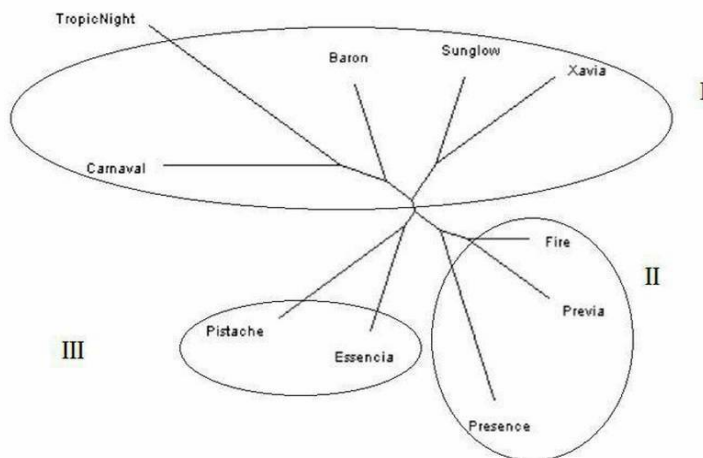 TropicNight
Sunglow
Baron
Xavia
I
Carnaval
Fire
II
Previa
Pistache
III
Essencia
Presence